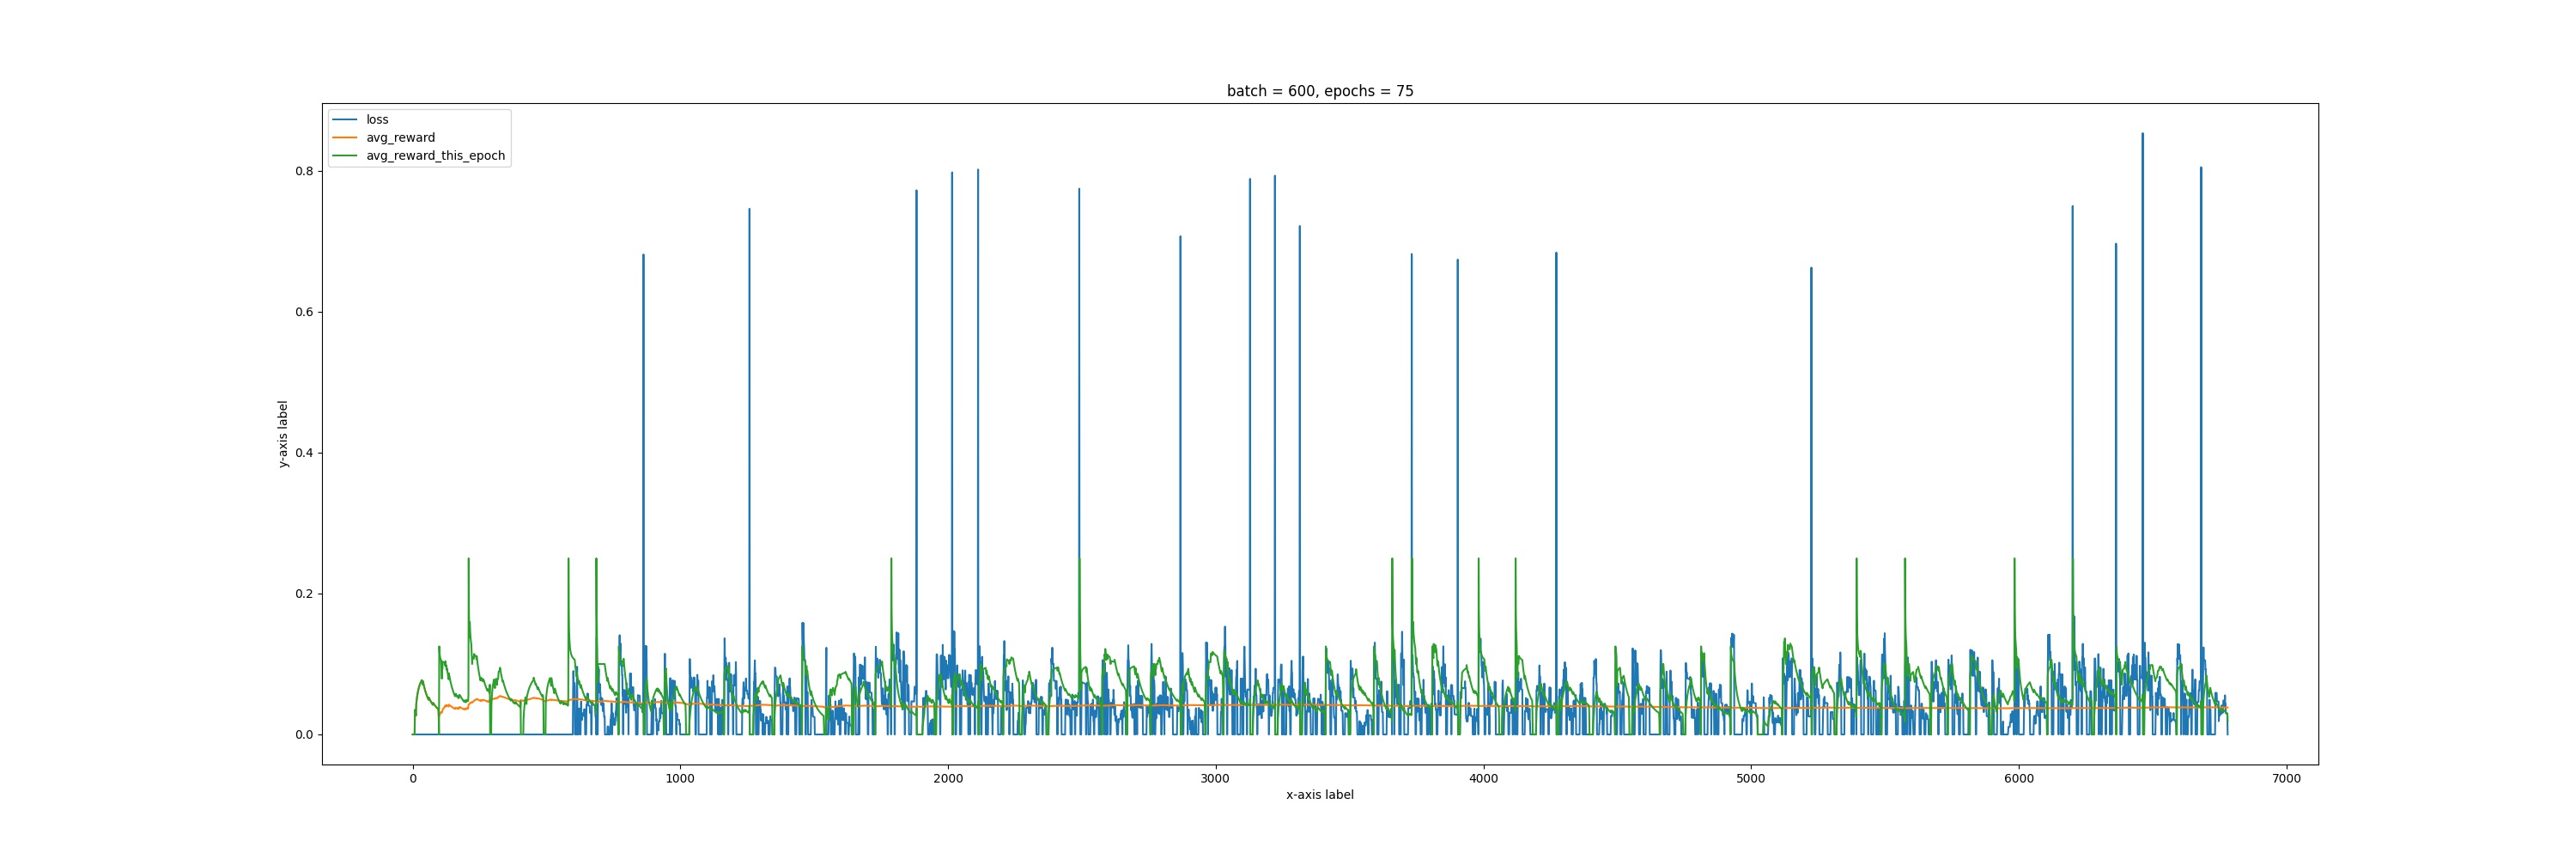 batch = 600, epochs = 75
loss
avg_reward
avg_reward_this_epoch
0.8
0.6
0.4
0.2
0.0
y-axis label
0 1000 2000 3000 4000 5000 6000 7000
x-axis label